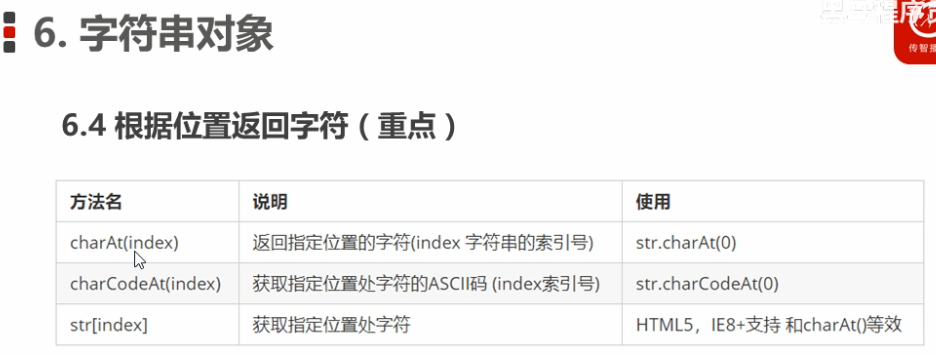 6. 字符串对象
传智播
6.4 根据位置返回字符（重点）
方法名 说明 使用
charAt(index) 返回指定位置的字符(index 字符串的索引号) str.charAt(0)
charCodeAt(index) 获取指定位置处字符的ASCII码 (index索引号) str.charCodeAt(0)
str[index] 获取指定位置处字符 HTML5，IE8+支持 和charAt()等效